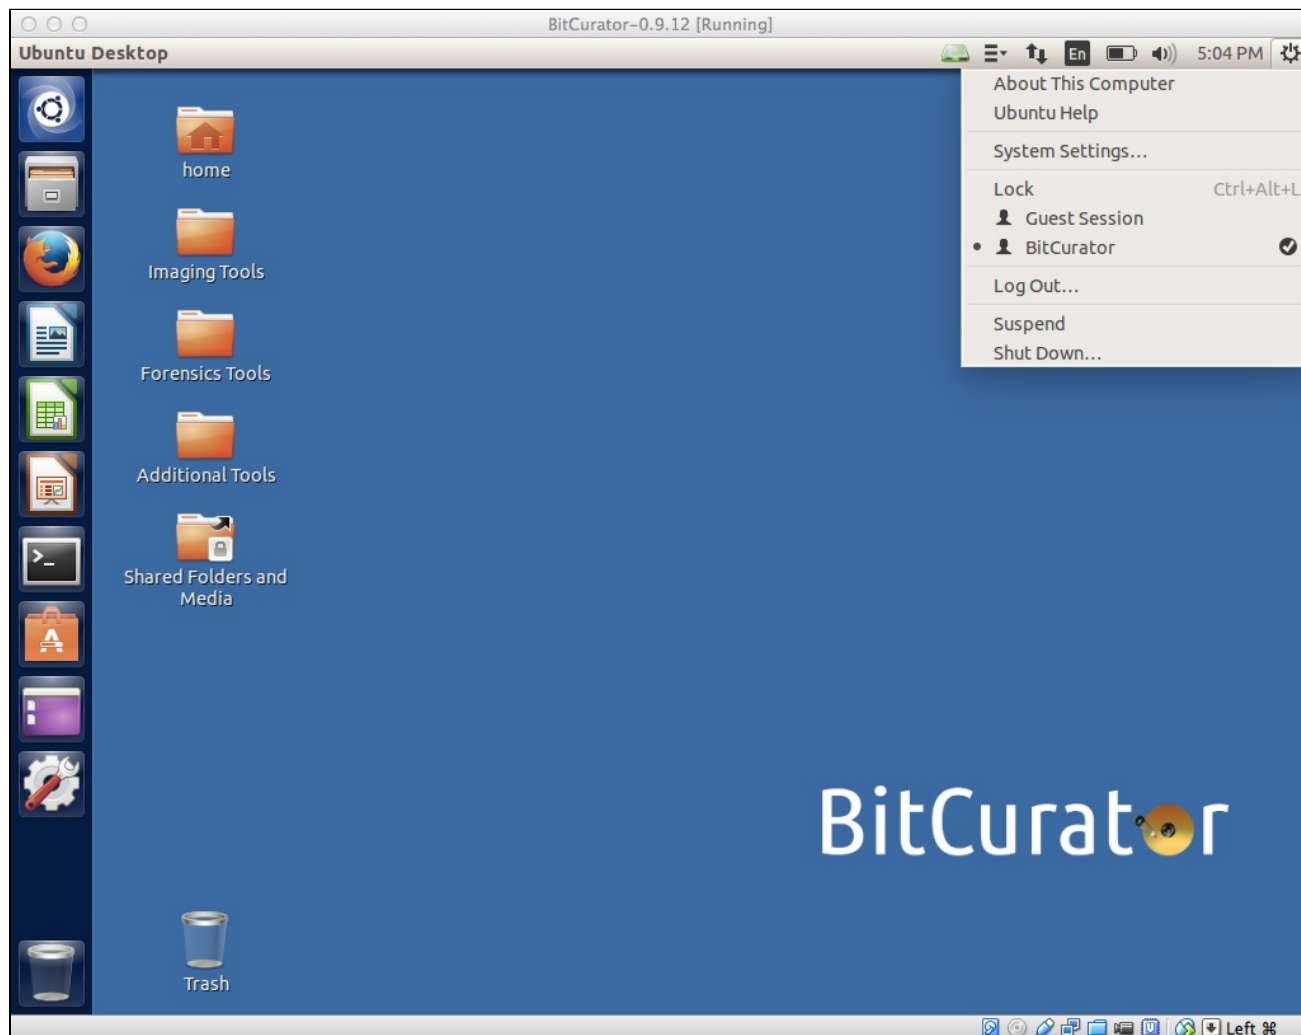 BitCurator-0.9.12 [Running]
Ubuntu Desktop
En
5:04 PM
About This Computer
Ubuntu Help
System Settings...
Lock Ctrl+Alt+L
Guest Session
BitCurator
Log Out...
Suspend
Shut Down...
home
Imaging Tools
Forensics Tools
Additional Tools
Shared Folders and
Media
BitCurator
Trash
Left ⌘